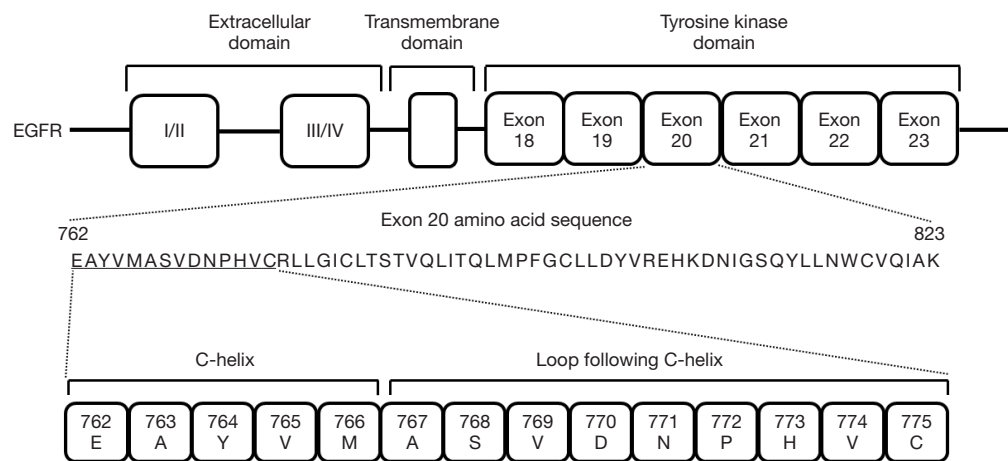 Extracellular domain
Transmembrane domain
Tyrosine kinase domain
EGFR
I/II
III/IV
Exon 18
Exon 19
Exon 20
Exon 21
Exon 22
Exon 23
Exon 20 amino acid sequence
762
823
EAYVMASVDNPHVCRLLGICLTSTVQLITQLMPFGCLLDYVREHKDNIGSQYLLNWCVQIAK
C-helix
Loop following C-helix
762 763 764 765 766 767 768 769 770 771 772 773 774 775
E A Y V M A S V D N P H V C